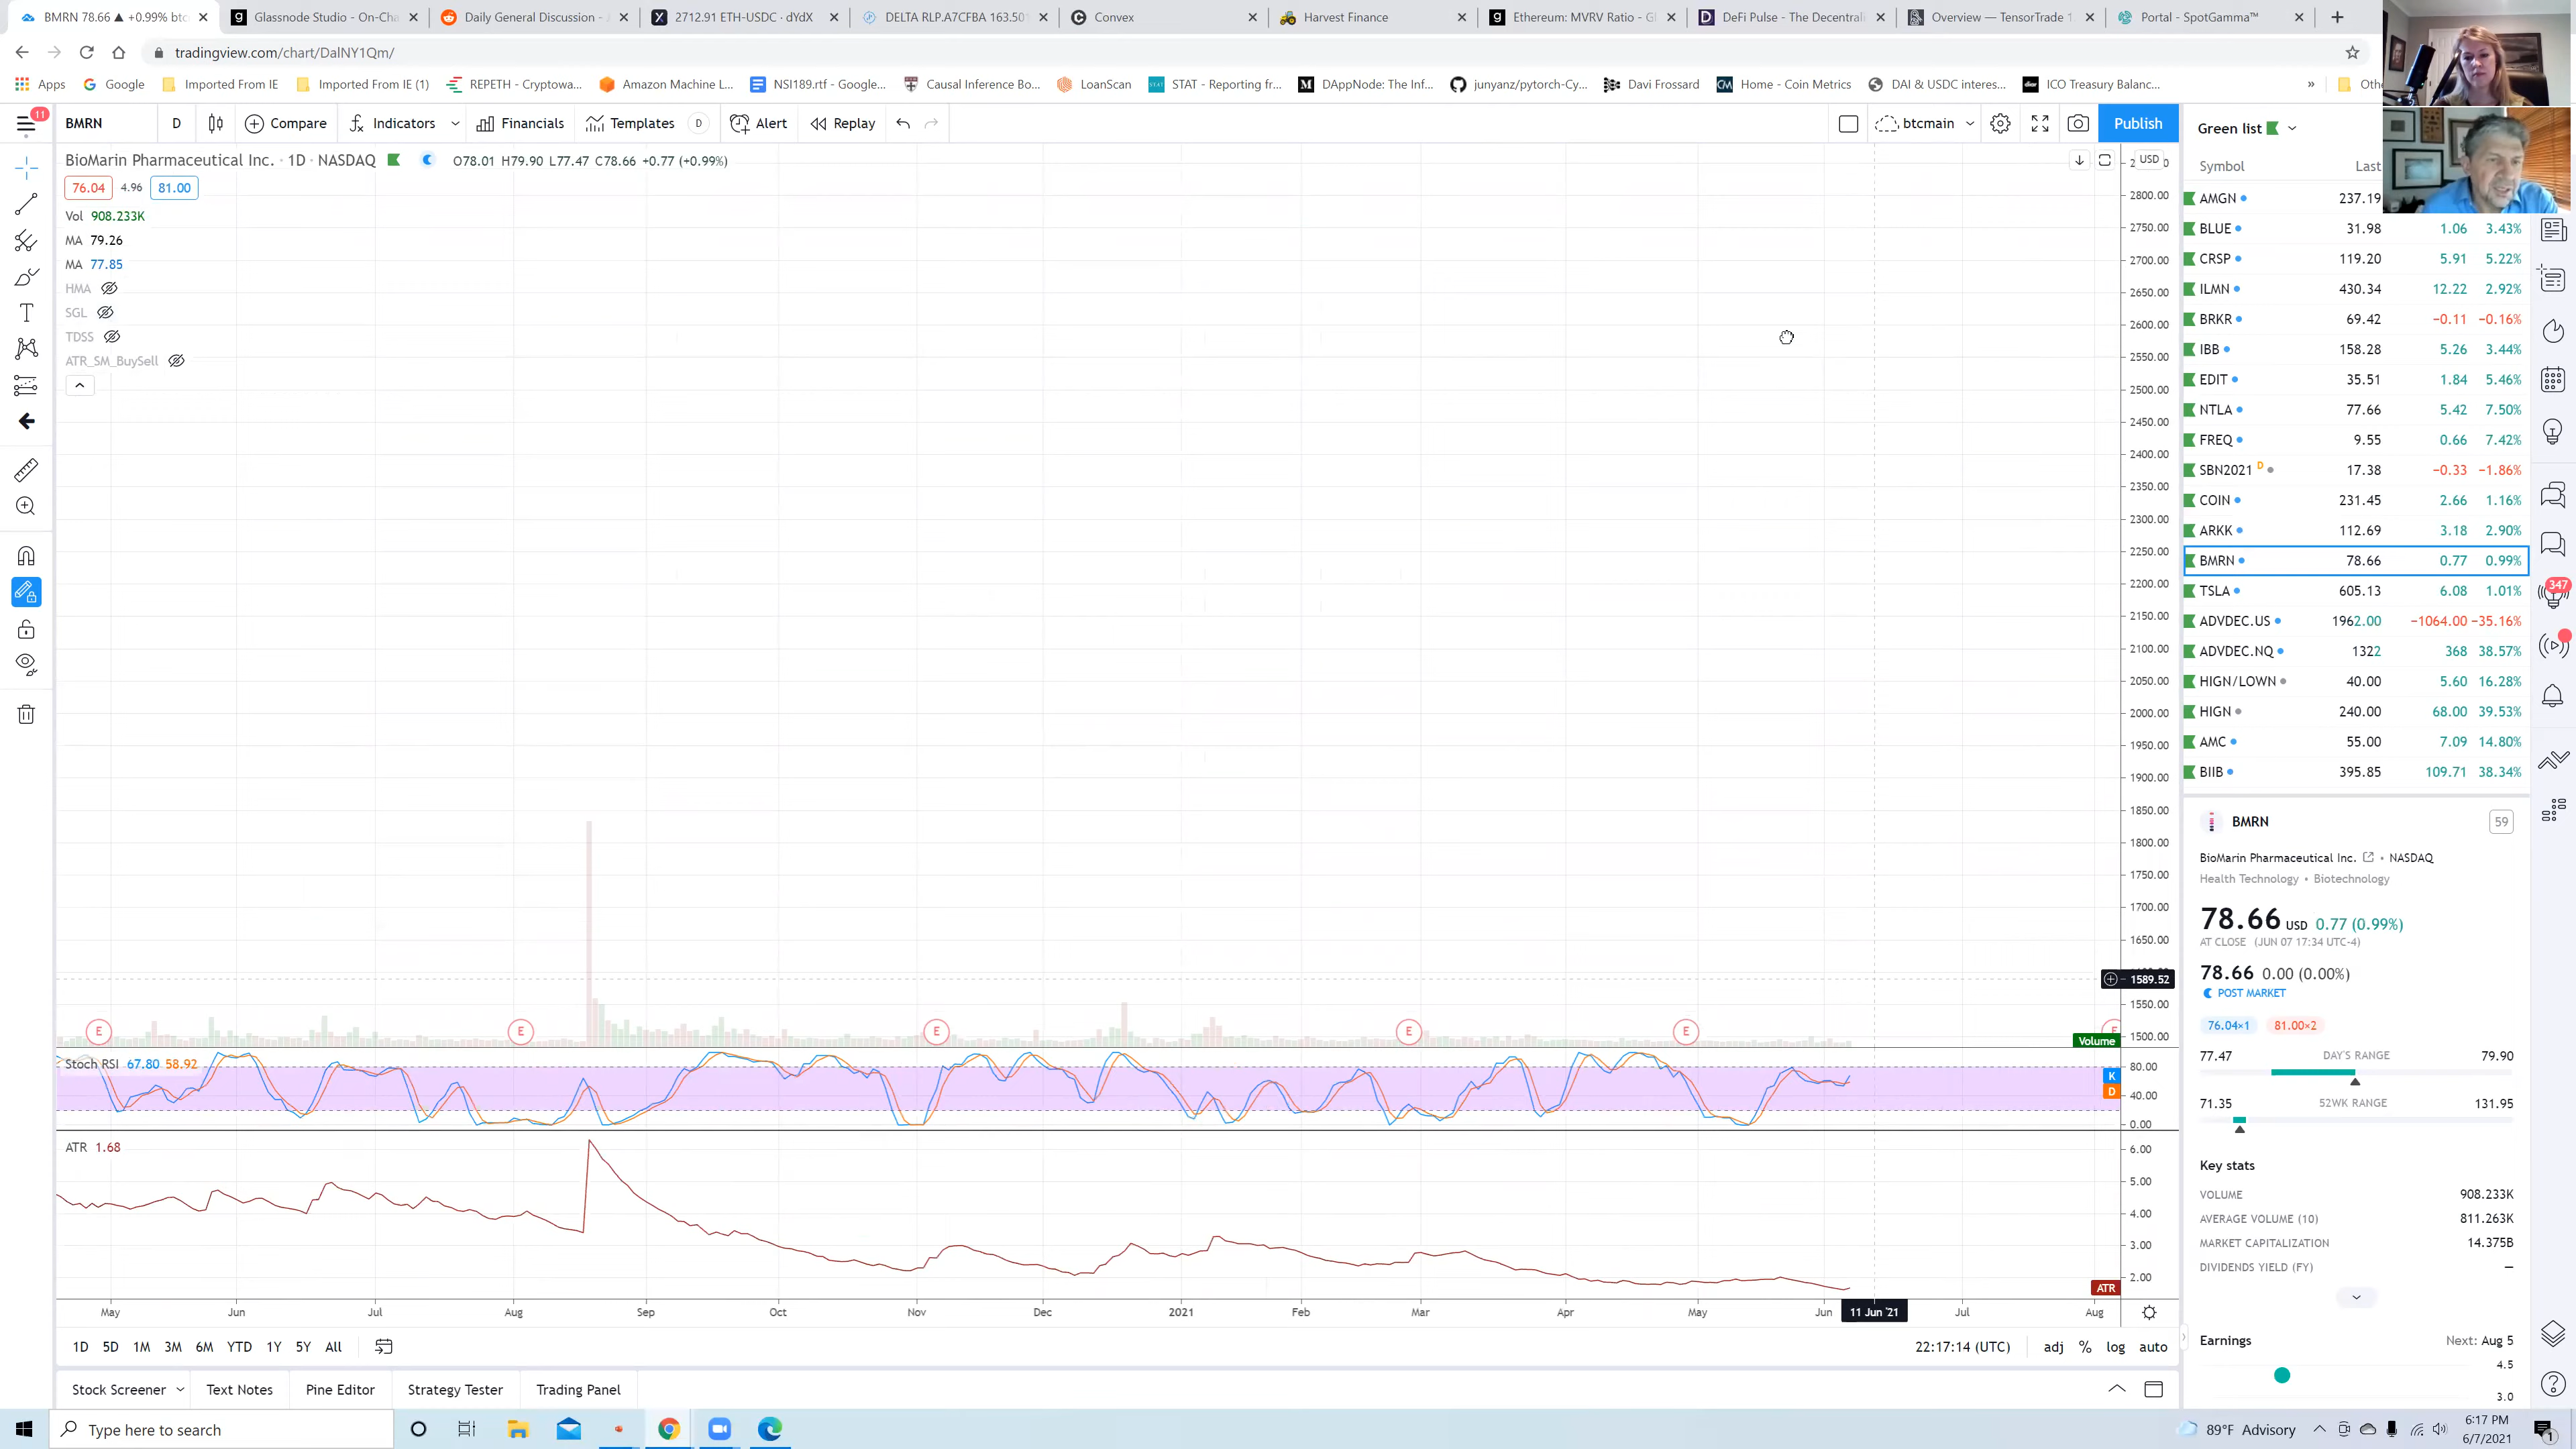 BMRN 78.66 ▲ +0.99% btc
Glassnode Studio - On-Cha
Daily General Discussion -
2712.91 ETH-USDC · dYdX
DELTA RLP.A7CFBA 163.50
Convex
Harvest Finance
Ethereum: MVRV Ratio - Gl
DeFi Pulse - The Decentrali
Overview — TensorTrade 1
Portal - SpotGamma™
tradingview.com/chart/DalNY1Qm/
Apps
Google
Imported From IE
Imported From IE (1)
REPETH - Cryptowa...
Amazon Machine L...
NSI189.rtf - Google...
Causal Inference Bo...
LoanScan
STAT - Reporting fr...
DAppNode: The Inf...
junyanz/pytorch-Cy...
Davi Frossard
Home - Coin Metrics
DAI & USDC interes...
ICO Treasury Balanc...
»
Oth
11
BMRN
D
Compare
Indicators
Financials
Templates
D
Alert
Replay
btcmain
Publish
Green list
BioMarin Pharmaceutical Inc. · 1D · NASDAQ
O78.01 H79.90 L77.47 C78.66 +0.77 (+0.99%)
76.04 4.96 81.00
Vol 908.233K
MA 79.26
MA 77.85
HMA
SGL
TDSS
ATR_SM_BuySell
USD
2800.00
2750.00
2700.00
2650.00
2600.00
2550.00
2500.00
2450.00
2400.00
2350.00
2300.00
2250.00
2200.00
2150.00
2100.00
2050.00
2000.00
1950.00
1900.00
1850.00
1800.00
1750.00
1700.00
1650.00
1589.52
1550.00
1500.00
E E E E E
Volume
Stoch RSI 67.80 58.92
80.00
K
D
40.00
0.00
ATR 1.68
6.00
5.00
4.00
3.00
2.00
ATR
May Jun Jul Aug Sep Oct Nov Dec 2021 Feb Mar Apr May Jun 11 Jun '21 Jul Aug
1D 5D 1M 3M 6M YTD 1Y 5Y All
22:17:14 (UTC)
adj % log auto
Stock Screener
Text Notes
Pine Editor
Strategy Tester
Trading Panel
Symbol Last
AMGN 237.19
BLUE 31.98 1.06 3.43%
CRSP 119.20 5.91 5.22%
ILMN 430.34 12.22 2.92%
BRKR 69.42 −0.11 −0.16%
IBB 158.28 5.26 3.44%
EDIT 35.51 1.84 5.46%
NTLA 77.66 5.42 7.50%
FREQ 9.55 0.66 7.42%
SBN2021 D 17.38 −0.33 −1.86%
COIN 231.45 2.66 1.16%
ARKK 112.69 3.18 2.90%
BMRN 78.66 0.77 0.99%
TSLA 605.13 6.08 1.01%
ADVDEC.US 1962.00 −1064.00 −35.16%
ADVDEC.NQ 1322 368 38.57%
HIGN/LOWN 40.00 5.60 16.28%
HIGN 240.00 68.00 39.53%
AMC 55.00 7.09 14.80%
BIIB 395.85 109.71 38.34%
347
BMRN
59
BioMarin Pharmaceutical Inc. • NASDAQ
Health Technology • Biotechnology
78.66 USD 0.77 (0.99%)
AT CLOSE (JUN 07 17:34 UTC-4)
78.66 0.00 (0.00%)
POST MARKET
76.04×1 81.00×2
77.47 DAY'S RANGE 79.90
71.35 52WK RANGE 131.95
Key stats
VOLUME 908.233K
AVERAGE VOLUME (10) 811.263K
MARKET CAPITALIZATION 14.375B
DIVIDENDS YIELD (FY) —
Earnings Next: Aug 5
4.5
3.0
Type here to search
89°F Advisory
6:17 PM
6/7/2021
1